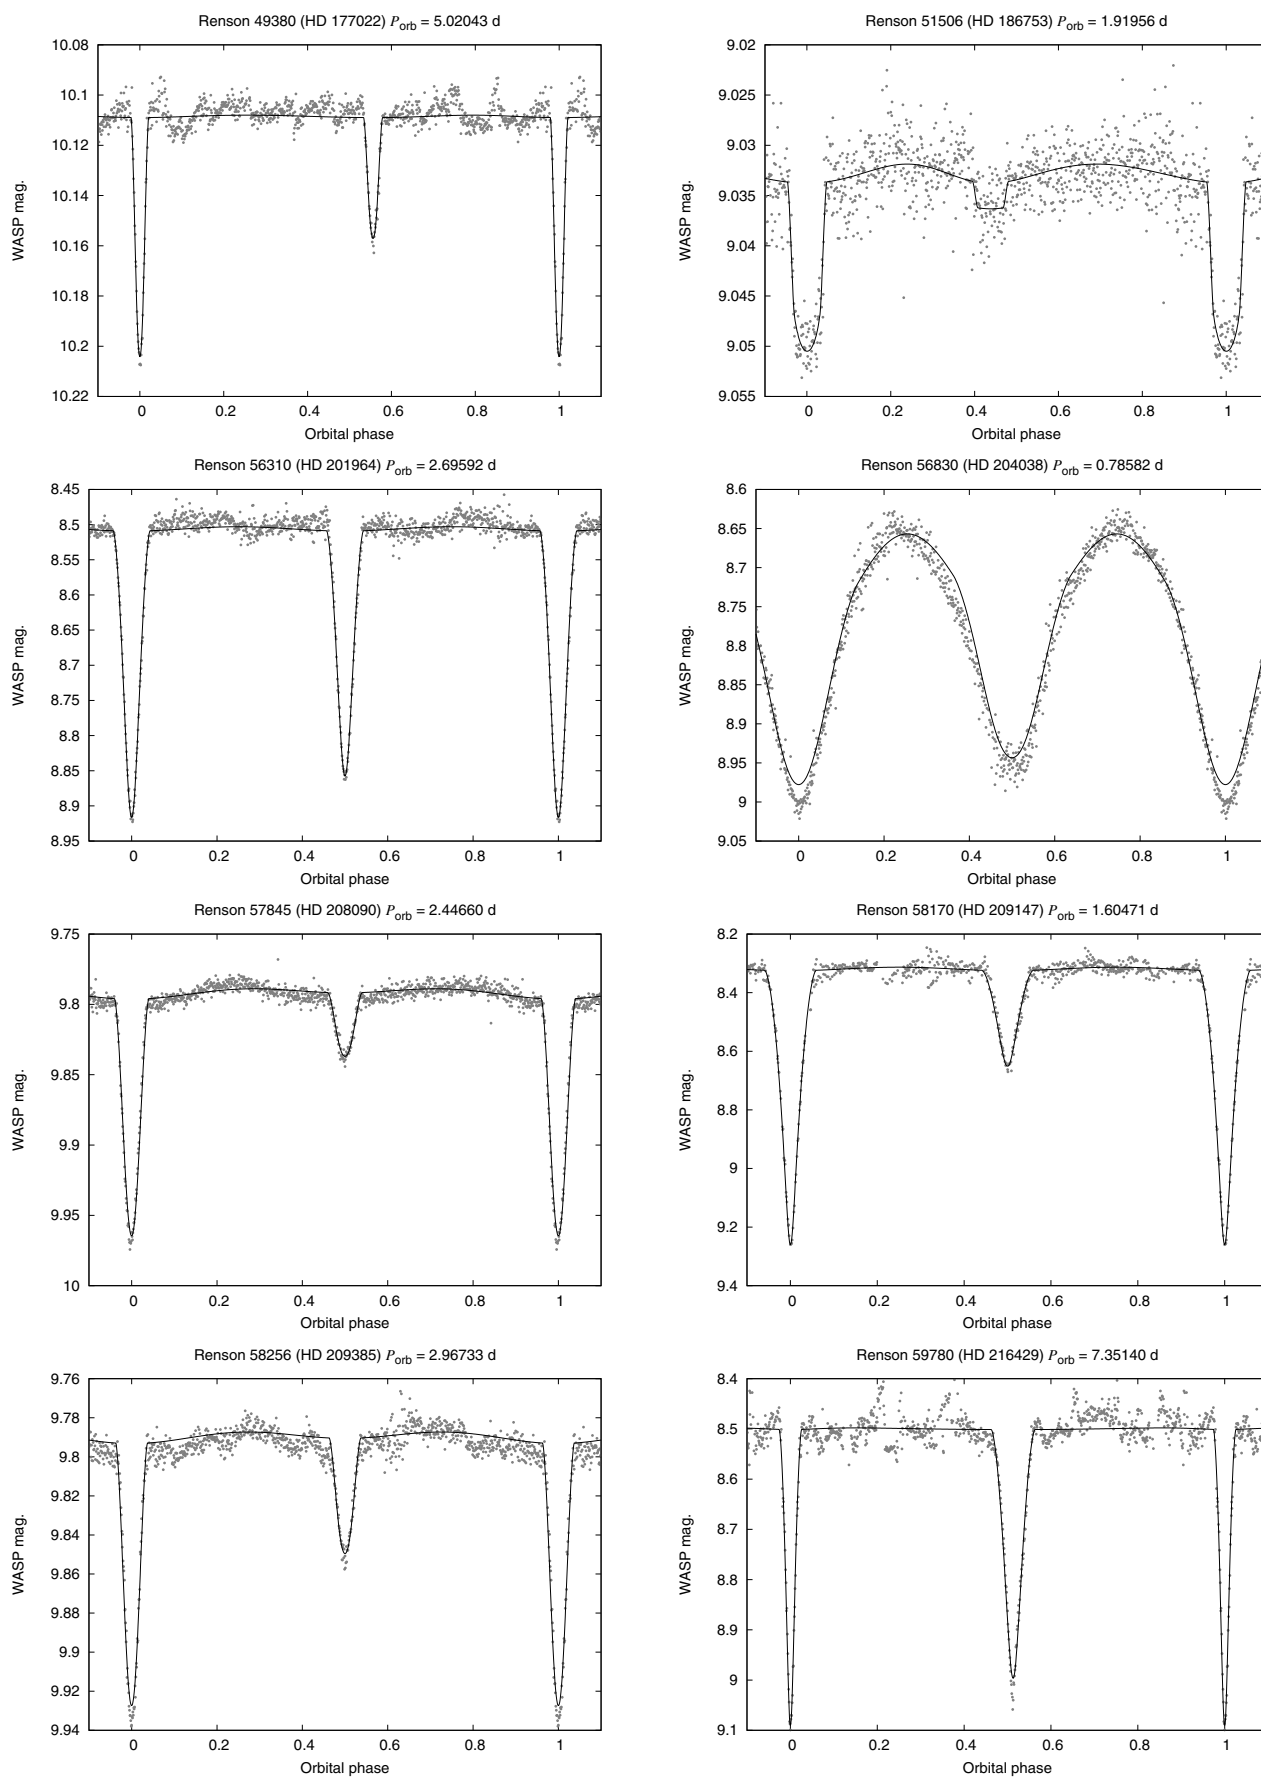 Renson 49380 (HD 177022) Porb = 5.02043 d
10.08
10.1
10.12
10.14
10.16
10.18
10.2
10.22
WASP mag.
0 0.2 0.4 0.6 0.8 1
Orbital phase
Renson 51506 (HD 186753) Porb = 1.91956 d
9.02
9.025
9.03
9.035
9.04
9.045
9.05
9.055
WASP mag.
0 0.2 0.4 0.6 0.8 1
Orbital phase
Renson 56310 (HD 201964) Porb = 2.69592 d
8.45
8.5
8.55
8.6
8.65
8.7
8.75
8.8
8.85
8.9
8.95
WASP mag.
0 0.2 0.4 0.6 0.8 1
Orbital phase
Renson 56830 (HD 204038) Porb = 0.78582 d
8.6
8.65
8.7
8.75
8.8
8.85
8.9
8.95
9
9.05
WASP mag.
0 0.2 0.4 0.6 0.8 1
Orbital phase
Renson 57845 (HD 208090) Porb = 2.44660 d
9.75
9.8
9.85
9.9
9.95
10
WASP mag.
0 0.2 0.4 0.6 0.8 1
Orbital phase
Renson 58170 (HD 209147) Porb = 1.60471 d
8.2
8.4
8.6
8.8
9
9.2
9.4
WASP mag.
0 0.2 0.4 0.6 0.8 1
Orbital phase
Renson 58256 (HD 209385) Porb = 2.96733 d
9.76
9.78
9.8
9.82
9.84
9.86
9.88
9.9
9.92
9.94
WASP mag.
0 0.2 0.4 0.6 0.8 1
Orbital phase
Renson 59780 (HD 216429) Porb = 7.35140 d
8.4
8.5
8.6
8.7
8.8
8.9
9
9.1
WASP mag.
0 0.2 0.4 0.6 0.8 1
Orbital phase